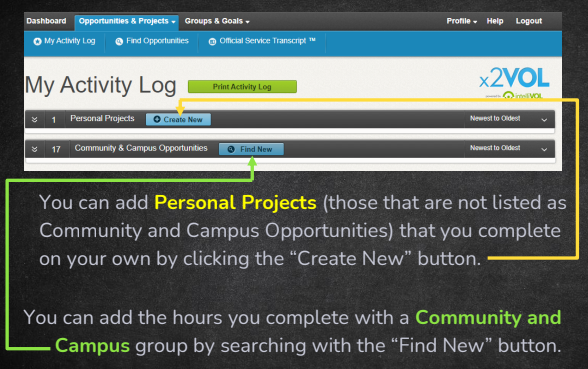 Dashboard Opportunities & Projects Groups & Goals Profile Help Logout
My Activity Log Find Opportunities Official Service Transcript ™
My Activity Log Print Activity Log
x2VOL
powered by intelliVOL
1 Personal Projects Create New Newest to Oldest
17 Community & Campus Opportunities Find New Newest to Oldest
You can add Personal Projects (those that are not listed as
Community and Campus Opportunities) that you complete
on your own by clicking the “Create New” button.
You can add the hours you complete with a Community and
Campus group by searching with the “Find New” button.